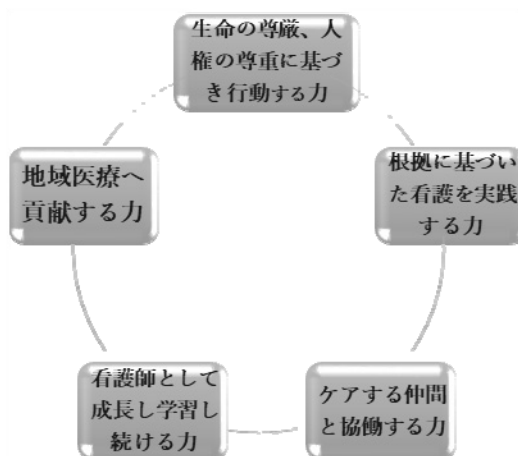 生命の尊厳、人
権の尊重に基づ
き行動する力
根拠に基づい
た看護を実践
する力
ケアする仲間
と協働する力
看護師として
成長し学習し
続ける力
地域医療へ
貢献する力